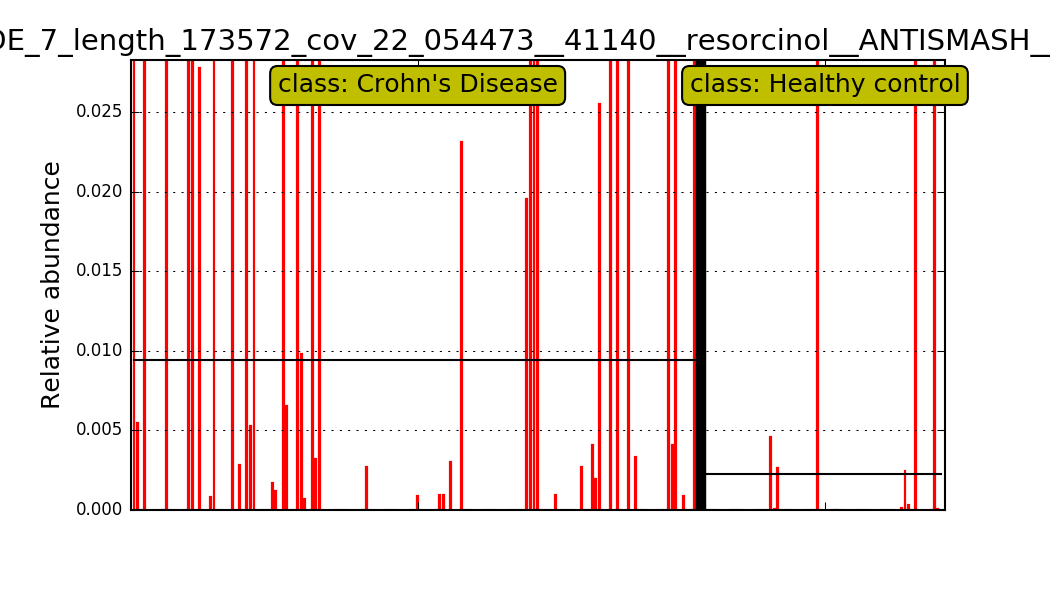 DE_7_length_173572_cov_22_054473__41140__resorcinol__ANTISMASH__
class: Crohn's Disease
class: Healthy control
Relative abundance
0.025
0.020
0.015
0.010
0.005
0.000